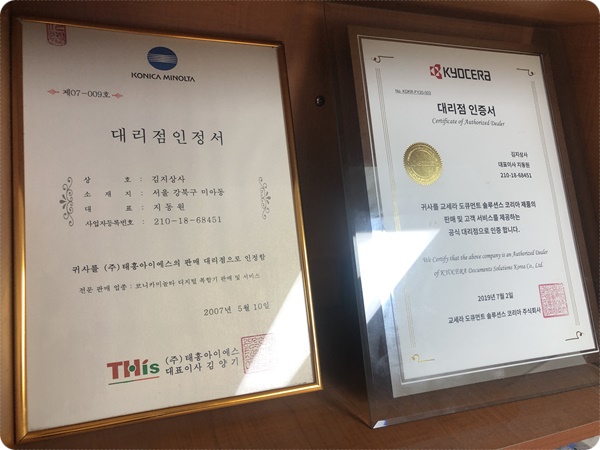 KONICA MINOLTA
제07-009호
대리점인정서
상 호 : 김지상사
소 재 지 : 서울 강북구 미아동
대 표 : 지동원
사업자등록번호 : 210-18-68451
귀사를 (주)태흥아이에스의 판매 대리점으로 인정함
전문 판매 업종 : 코니카미놀타 디지털 복합기 판매 및 서비스
2007년 5월 10일
THis
(주)태흥아이에스
대표이사 김양기
KYOCERA
대리점 인증서
Certificate of Authorized Dealer
김지상사
대표이사 지동원
210-18-68451
귀사를 교세라 도큐먼트 솔루션스 코리아 제품의
판매 및 고객 서비스를 제공하는
공식 대리점으로 인증 합니다.
We Certify that the above company is an Authorized Dealer
of KYOCERA Documents Solutions Korea Co., Ltd.
2019년 7월 2일
교세라 도큐먼트 솔루션스 코리아 주식회사